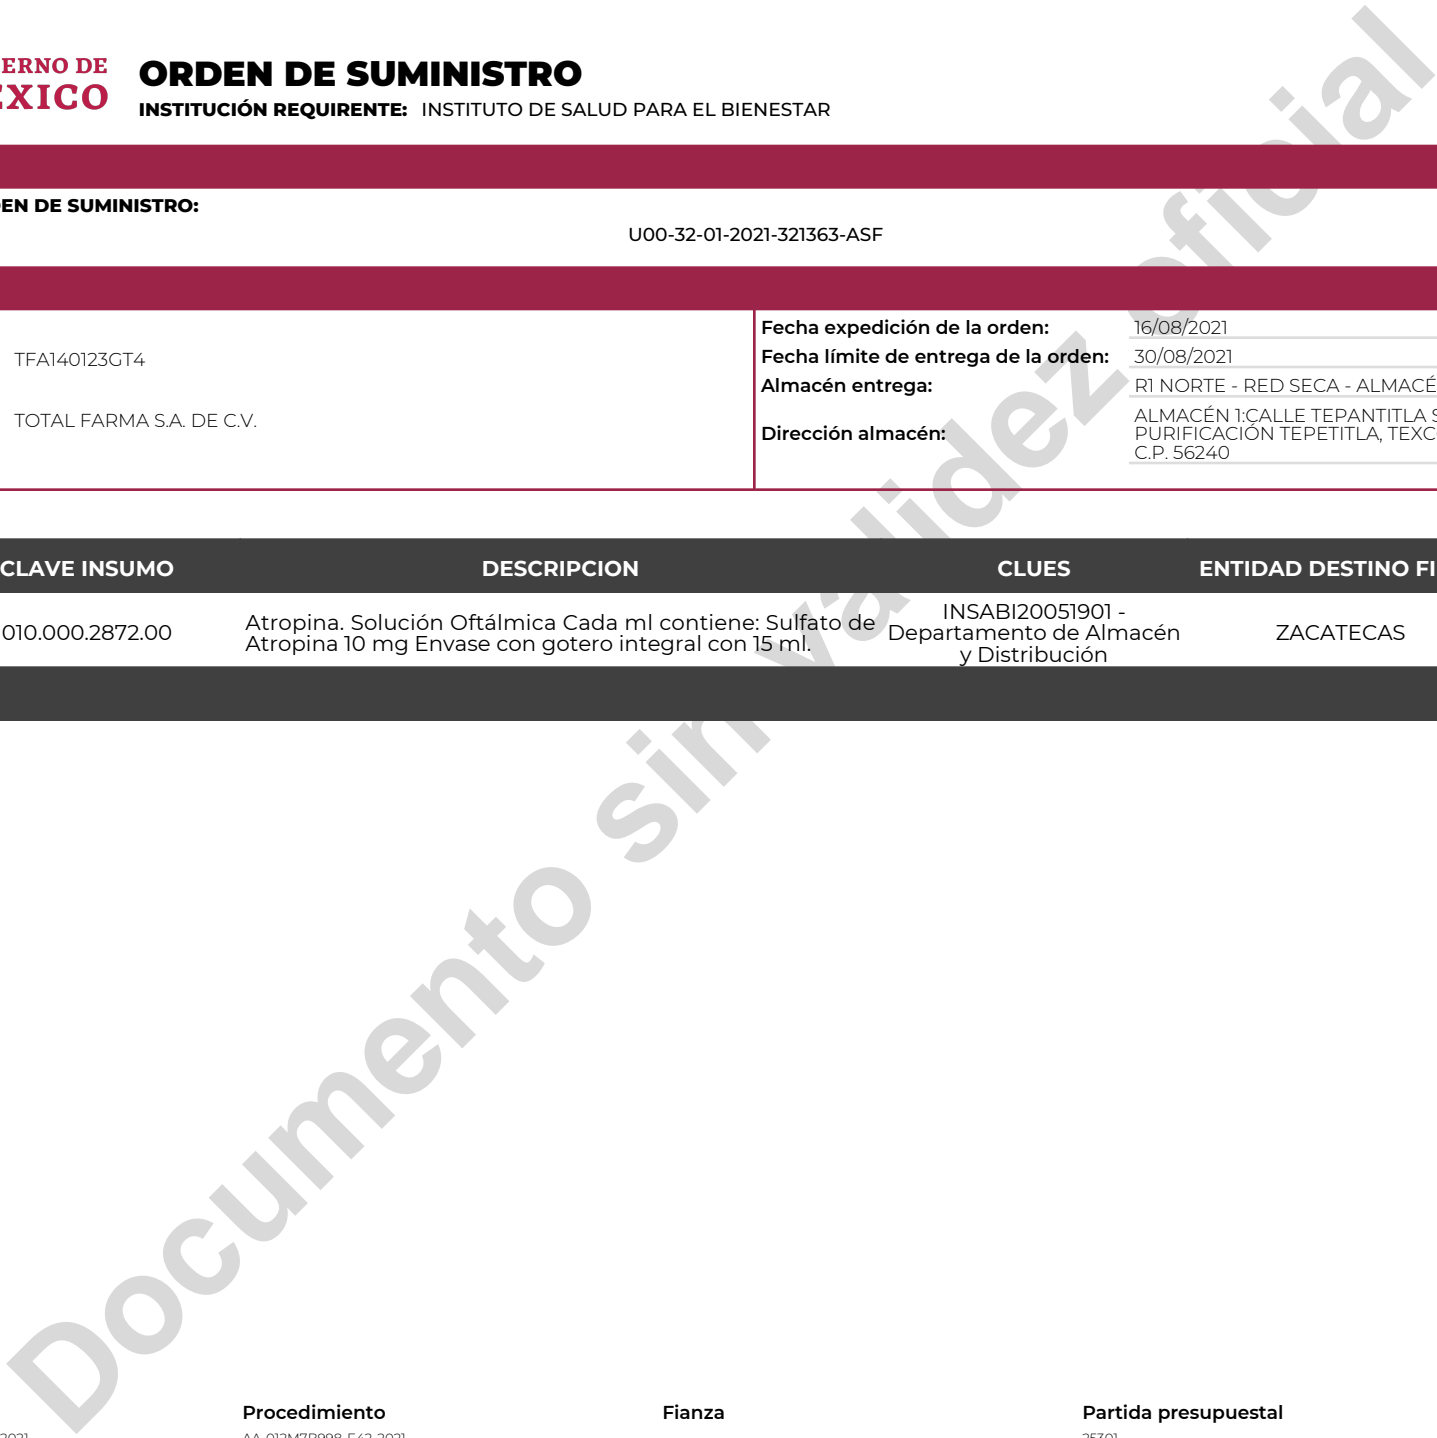 ERNO DE
EXICO
ORDEN DE SUMINISTRO
INSTITUCIÓN REQUIRENTE: INSTITUTO DE SALUD PARA EL BIENESTAR
EN DE SUMINISTRO:
U00-32-01-2021-321363-ASF
TFA140123GT4
TOTAL FARMA S.A. DE C.V.
Fecha expedición de la orden: 16/08/2021
Fecha límite de entrega de la orden: 30/08/2021
Almacén entrega: R1 NORTE - RED SECA - ALMACÉ
Dirección almacén:
ALMACÉN 1:CALLE TEPANTITLA S
PURIFICACIÓN TEPETITLA, TEXC
C.P. 56240
CLAVE INSUMO DESCRIPCION CLUES ENTIDAD DESTINO FI
010.000.2872.00
Atropina. Solución Oftálmica Cada ml contiene: Sulfato de
Atropina 10 mg Envase con gotero integral con 15 ml.
INSABI20051901 -
Departamento de Almacén
y Distribución
ZACATECAS
Documento sin validez oficial
Procedimiento Fianza Partida presupuestal